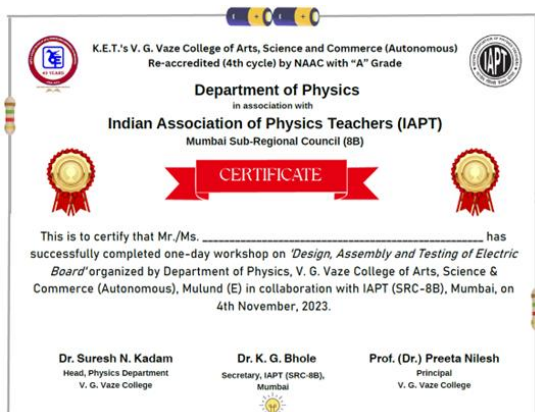 K.E.T.'s V. G. Vaze College of Arts, Science and Commerce (Autonomous)
Re-accredited (4th cycle) by NAAC with “A” Grade
42 YEARS
IAPT
Department of Physics
in association with
Indian Association of Physics Teachers (IAPT)
Mumbai Sub-Regional Council (8B)
CERTIFICATE
This is to certify that Mr./Ms. ______________________________ has
successfully completed one-day workshop on 'Design, Assembly and Testing of Electric
Board' organized by Department of Physics, V. G. Vaze College of Arts, Science &
Commerce (Autonomous), Mulund (E) in collaboration with IAPT (SRC-8B), Mumbai, on
4th November, 2023.
Dr. Suresh N. Kadam
Head, Physics Department
V. G. Vaze College
Dr. K. G. Bhole
Secretary, IAPT (SRC-8B),
Mumbai
Prof. (Dr.) Preeta Nilesh
Principal
V. G. Vaze College